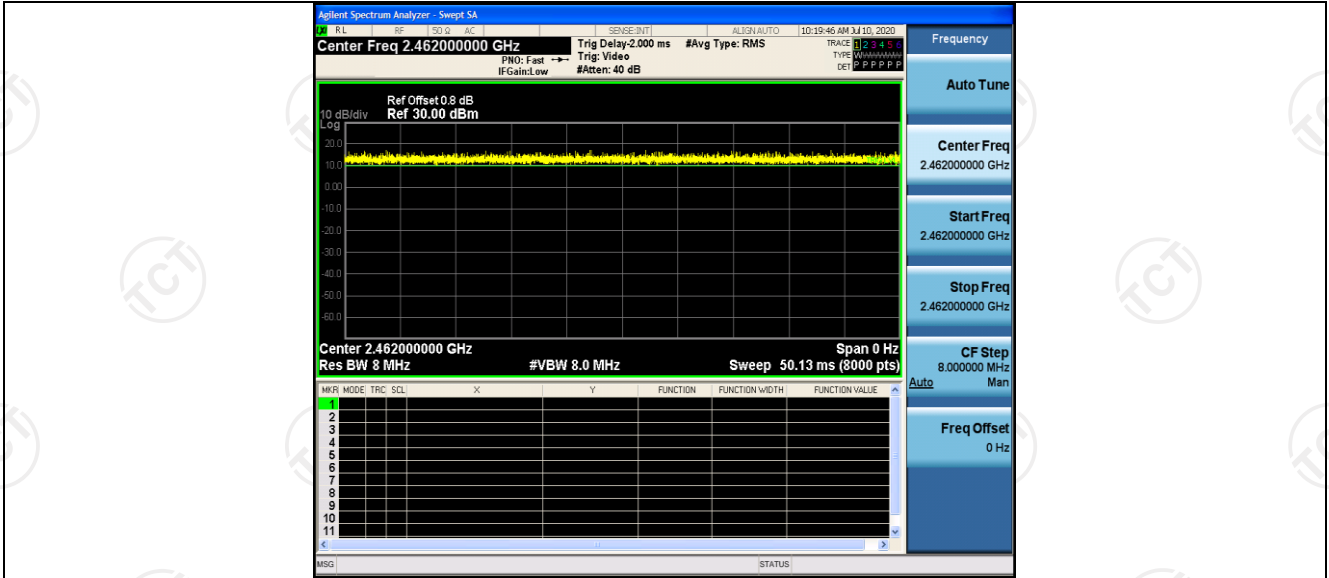 Agilent Spectrum Analyzer - Swept SA
RL RF 50 Ω AC SENSE:INT ALIGN AUTO 10:19:46 AM Jul 10, 2020
Center Freq 2.462000000 GHz
PNO: Fast
IFGain:Low
Trig Delay-2.000 ms
Trig: Video
#Atten: 40 dB
#Avg Type: RMS
TRACE 1 2 3 4 5 6
TYPE
DET P P P P P P
Ref Offset 0.8 dB
10 dB/div Ref 30.00 dBm
Log
20.0
10.0
0.00
-10.0
-20.0
-30.0
-40.0
-50.0
-60.0
Center 2.462000000 GHz Span 0 Hz
Res BW 8 MHz #VBW 8.0 MHz Sweep 50.13 ms (8000 pts)
MKR MODE TRC SCL X Y FUNCTION FUNCTION WIDTH FUNCTION VALUE
1
2
3
4
5
6
7
8
9
10
11
MSG STATUS
Frequency
Auto Tune
Center Freq
2.462000000 GHz
Start Freq
2.462000000 GHz
Stop Freq
2.462000000 GHz
CF Step
8.000000 MHz
Auto Man
Freq Offset
0 Hz
TCT
TCT